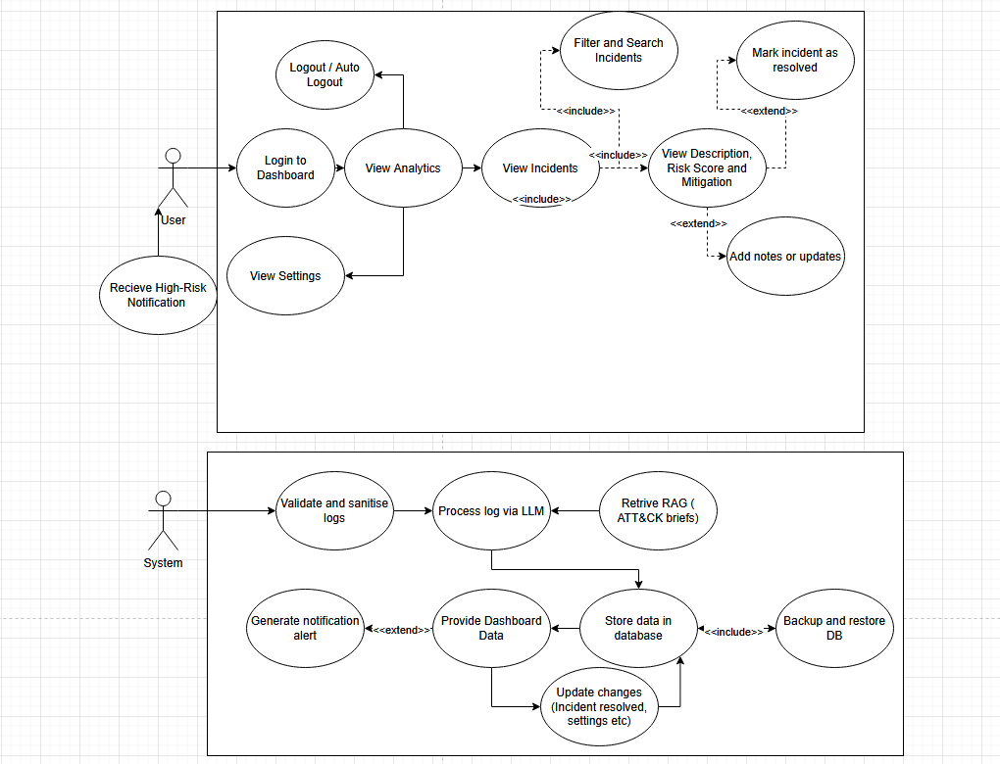 Filter and Search
Incidents
Mark incident as
resolved
Logout / Auto
Logout
<<include>>
<<extend>>
Login to
Dashboard
View Analytics
View Incidents
<<include>>
<<include>>
View Description,
Risk Score and
Mitigation
User
<<extend>>
View Settings
Add notes or updates
Recieve High-Risk
Notification
Validate and sanitise
logs
Process log via LLM
Retrive RAG (
ATT&CK briefs)
System
Generate notification
alert
<<extend>>
Provide Dashboard
Data
Store data in
database
<<include>>
Backup and restore
DB
Update changes
(Incident resolved,
settings etc)